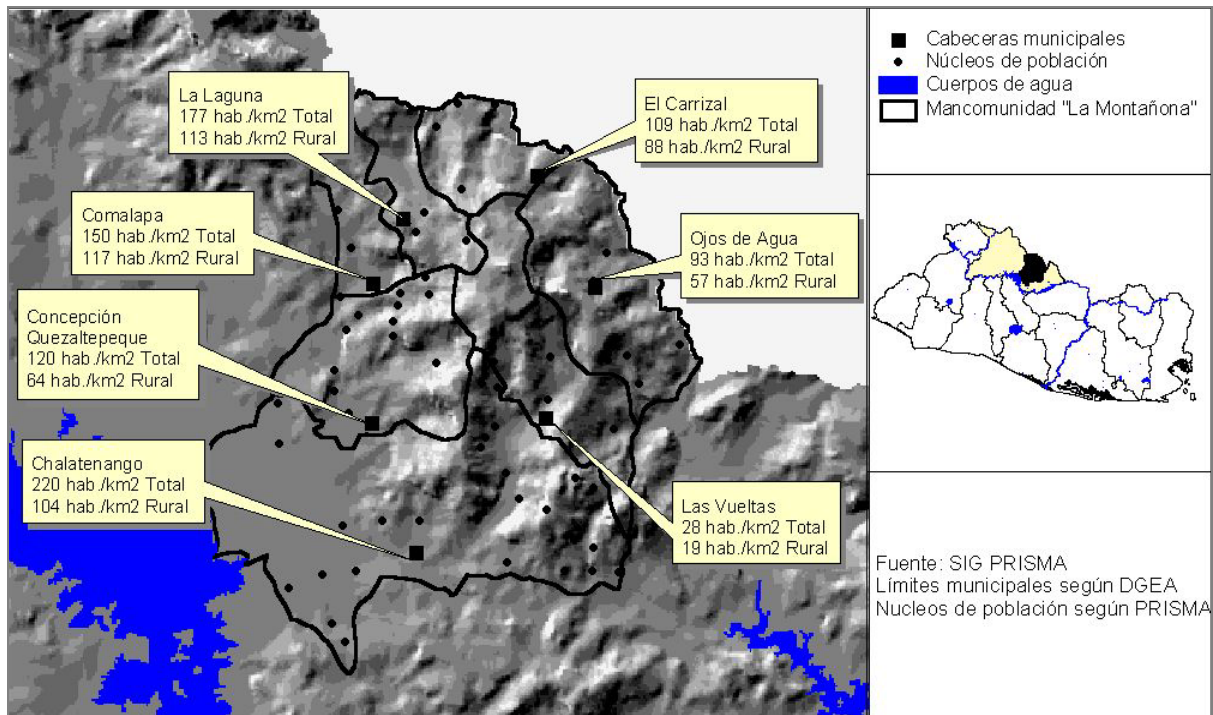 La Laguna
177 hab./km2 Total
113 hab./km2 Rural
El Carrizal
109 hab./km2 Total
88 hab./km2 Rural
Comalapa
150 hab./km2 Total
117 hab./km2 Rural
Ojos de Agua
93 hab./km2 Total
57 hab./km2 Rural
Concepción
Quezaltepeque
120 hab./km2 Total
64 hab./km2 Rural
Chalatenango
220 hab./km2 Total
104 hab./km2 Rural
Las Vueltas
28 hab./km2 Total
19 hab./km2 Rural
Cabeceras municipales
Núcleos de población
Cuerpos de agua
Mancomunidad "La Montañona"
Fuente: SIG PRISMA
Límites municipales según DGEA
Nucleos de población según PRISMA